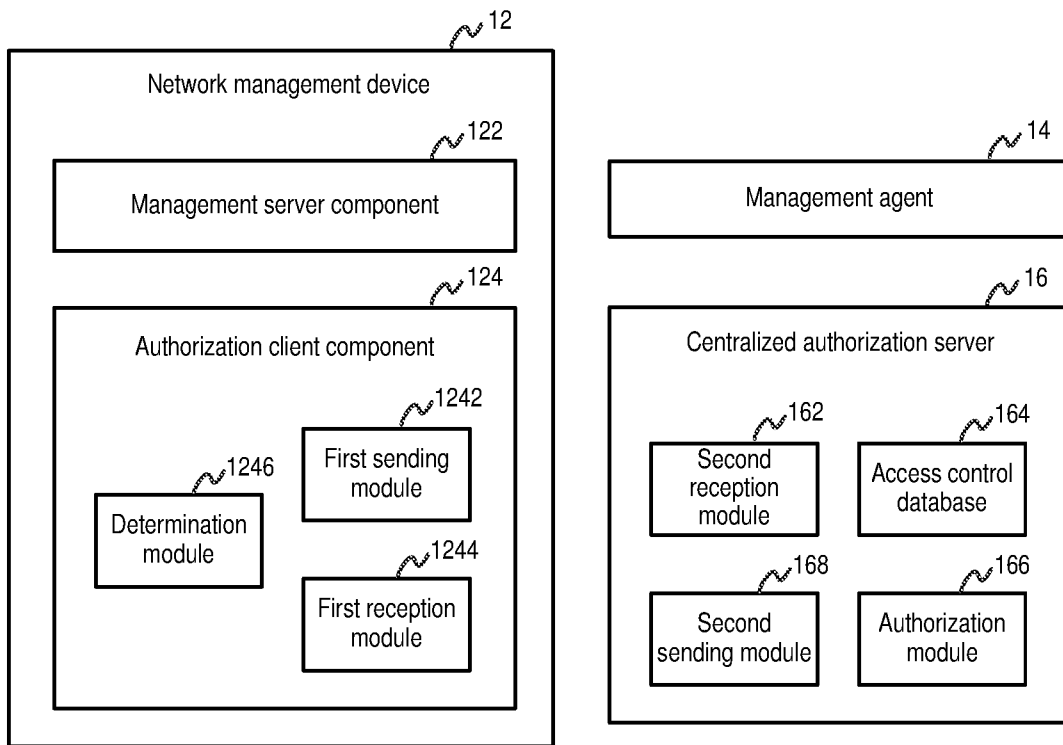 12
Network management device
122
Management server component
124
Authorization client component
1242
First sending
module
1246
Determination
module
1244
First reception
module
14
Management agent
16
Centralized authorization server
162
Second
reception
module
164
Access control
database
168
Second
sending module
166
Authorization
module